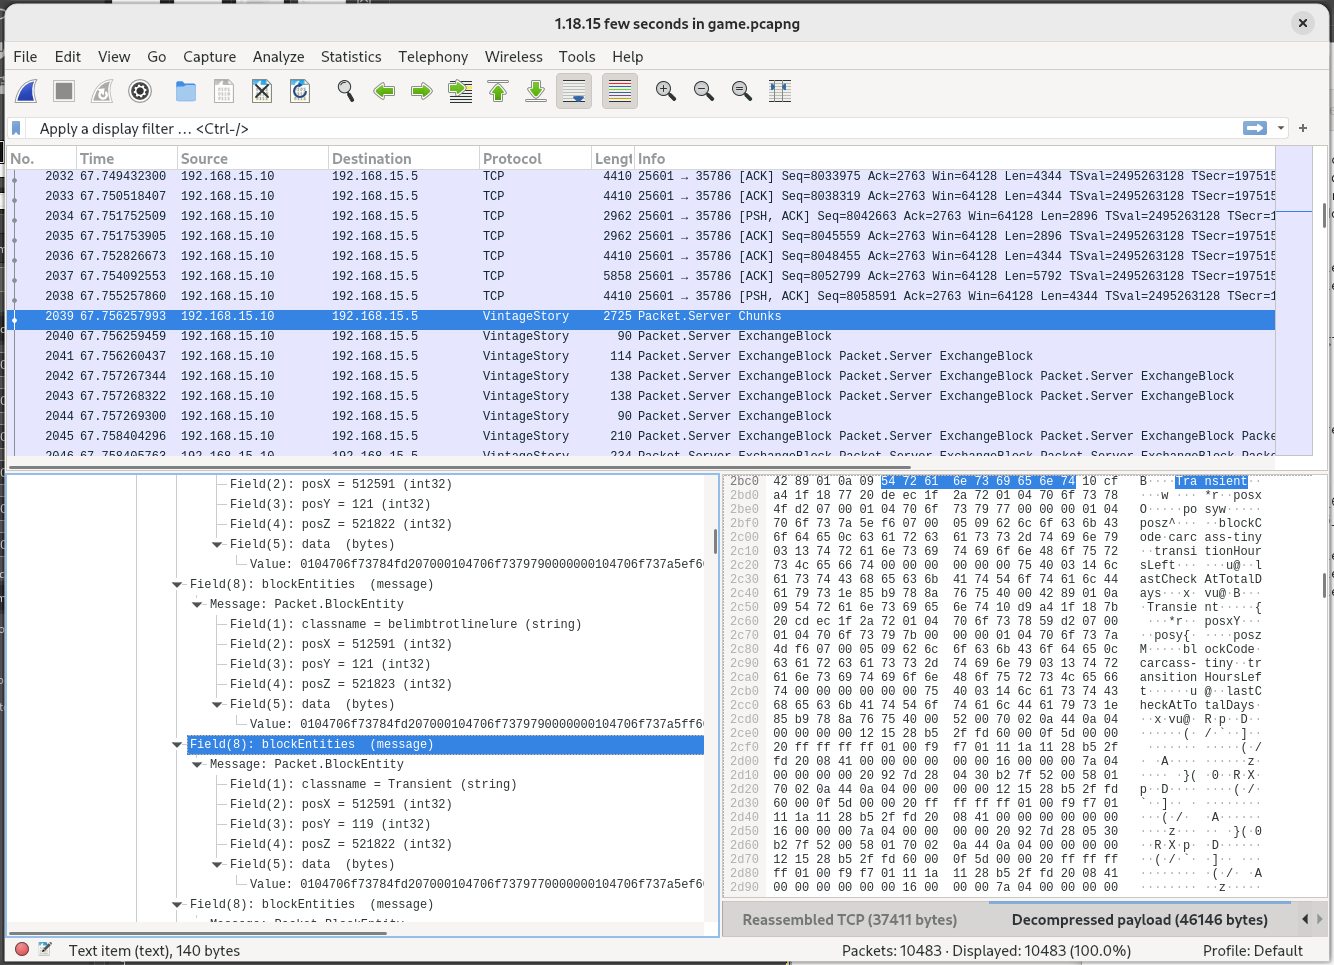 1.18.15 few seconds in game.pcapng
File Edit View Go Capture Analyze Statistics Telephony Wireless Tools Help
Apply a display filter … <Ctrl-/>
No. Time Source Destination Protocol Lengt Info
2032 67.749432300 192.168.15.10 192.168.15.5 TCP 4410 25601 → 35786 [ACK] Seq=8033975 Ack=2763 Win=64128 Len=4344 TSval=2495263128 TSecr=197515
2033 67.750518407 192.168.15.10 192.168.15.5 TCP 4410 25601 → 35786 [ACK] Seq=8038319 Ack=2763 Win=64128 Len=4344 TSval=2495263128 TSecr=197515
2034 67.751752509 192.168.15.10 192.168.15.5 TCP 2962 25601 → 35786 [PSH, ACK] Seq=8042663 Ack=2763 Win=64128 Len=2896 TSval=2495263128 TSecr=1
2035 67.751753905 192.168.15.10 192.168.15.5 TCP 2962 25601 → 35786 [ACK] Seq=8045559 Ack=2763 Win=64128 Len=2896 TSval=2495263128 TSecr=197515
2036 67.752826673 192.168.15.10 192.168.15.5 TCP 4410 25601 → 35786 [ACK] Seq=8048455 Ack=2763 Win=64128 Len=4344 TSval=2495263128 TSecr=197515
2037 67.754092553 192.168.15.10 192.168.15.5 TCP 5858 25601 → 35786 [ACK] Seq=8052799 Ack=2763 Win=64128 Len=5792 TSval=2495263128 TSecr=197515
2038 67.755257860 192.168.15.10 192.168.15.5 TCP 4410 25601 → 35786 [PSH, ACK] Seq=8058591 Ack=2763 Win=64128 Len=4344 TSval=2495263128 TSecr=1
2039 67.756257993 192.168.15.10 192.168.15.5 VintageStory 2725 Packet.Server Chunks
2040 67.756259459 192.168.15.10 192.168.15.5 VintageStory 90 Packet.Server ExchangeBlock
2041 67.756260437 192.168.15.10 192.168.15.5 VintageStory 114 Packet.Server ExchangeBlock Packet.Server ExchangeBlock
2042 67.757267344 192.168.15.10 192.168.15.5 VintageStory 138 Packet.Server ExchangeBlock Packet.Server ExchangeBlock Packet.Server ExchangeBlock
2043 67.757268322 192.168.15.10 192.168.15.5 VintageStory 138 Packet.Server ExchangeBlock Packet.Server ExchangeBlock Packet.Server ExchangeBlock
2044 67.757269300 192.168.15.10 192.168.15.5 VintageStory 90 Packet.Server ExchangeBlock
2045 67.758404296 192.168.15.10 192.168.15.5 VintageStory 210 Packet.Server ExchangeBlock Packet.Server ExchangeBlock Packet.Server ExchangeBlock Packe
Field(2): posX = 512591 (int32)
Field(3): posY = 121 (int32)
Field(4): posZ = 521822 (int32)
Field(5): data (bytes)
Value: 0104706f73784fd207000104706f7379790000000104706f737a5ef6
Field(8): blockEntities (message)
Message: Packet.BlockEntity
Field(1): classname = belimbtrotlinelure (string)
Field(2): posX = 512591 (int32)
Field(3): posY = 121 (int32)
Field(4): posZ = 521823 (int32)
Field(5): data (bytes)
Value: 0104706f73784fd207000104706f7379790000000104706f737a5ff6
Field(8): blockEntities (message)
Message: Packet.BlockEntity
Field(1): classname = Transient (string)
Field(2): posX = 512591 (int32)
Field(3): posY = 119 (int32)
Field(4): posZ = 521822 (int32)
Field(5): data (bytes)
Value: 0104706f73784fd207000104706f7379770000000104706f737a5ef6
Field(8): blockEntities (message)
2bc0 42 89 01 0a 09 54 72 61 6e 73 69 65 6e 74 10 cf B····Tra nsient··
2bd0 a4 1f 18 77 20 de ec 1f 2a 72 01 04 70 6f 73 78 ···w ··· *r··posx
2be0 4f d2 07 00 01 04 70 6f 73 79 77 00 00 00 01 04 O·····po syw·····
2bf0 70 6f 73 7a 5e f6 07 00 05 09 62 6c 6f 63 6b 43 posz^··· ··blockC
2c00 6f 64 65 0c 63 61 72 63 61 73 73 2d 74 69 6e 79 ode·carc ass-tiny
2c10 03 13 74 72 61 6e 73 69 74 69 6f 6e 48 6f 75 72 ··transi tionHour
2c20 73 4c 65 66 74 00 00 00 00 00 00 75 40 03 14 6c sLeft··· ···u@··l
2c30 61 73 74 43 68 65 63 6b 41 74 54 6f 74 61 6c 44 astCheck AtTotalD
2c40 61 79 73 1e 85 b9 78 8a 76 75 40 00 42 89 01 0a ays···x· vu@·B···
2c50 09 54 72 61 6e 73 69 65 6e 74 10 d9 a4 1f 18 7b ·Transie nt·····{
2c60 20 cd ec 1f 2a 72 01 04 70 6f 73 78 59 d2 07 00 ···*r·· posxY···
2c70 01 04 70 6f 73 79 7b 00 00 00 01 04 70 6f 73 7a ··posy{· ····posz
2c80 4d f6 07 00 05 09 62 6c 6f 63 6b 43 6f 64 65 0c M·····bl ockCode·
2c90 63 61 72 63 61 73 73 2d 74 69 6e 79 03 13 74 72 carcass- tiny··tr
2ca0 61 6e 73 69 74 69 6f 6e 48 6f 75 72 73 4c 65 66 ansition HoursLef
2cb0 74 00 00 00 00 00 00 75 40 03 14 6c 61 73 74 43 t······u @··lastC
2cc0 68 65 63 6b 41 74 54 6f 74 61 6c 44 61 79 73 1e heckAtTo talDays·
2cd0 85 b9 78 8a 76 75 40 00 52 00 70 02 0a 44 0a 04 ··x·vu@· R·p··D··
2ce0 00 00 00 00 12 15 28 b5 2f fd 60 00 0f 5d 00 00 ······(· /·`··]··
2cf0 20 ff ff ff ff 01 00 f9 f7 01 11 1a 11 28 b5 2f ······· ·····(·/
2d00 fd 20 08 41 00 00 00 00 00 00 16 00 00 00 7a 04 · ·A···· ······z·
2d10 00 00 00 00 20 92 7d 28 04 30 b2 7f 52 00 58 01 ···· ·}( ·0··R·X·
2d20 70 02 0a 44 0a 04 00 00 00 00 12 15 28 b5 2f fd p··D···· ····(·/·
2d30 60 00 0f 5d 00 00 20 ff ff ff ff 01 00 f9 f7 01 `··]·· · ········
2d40 11 1a 11 28 b5 2f fd 20 08 41 00 00 00 00 00 00 ···(·/· ·A······
2d50 16 00 00 00 7a 04 00 00 00 00 20 92 7d 28 05 30 ····z··· ·· ·}(·0
2d60 b2 7f 52 00 58 01 70 02 0a 44 0a 04 00 00 00 00 ··R·X·p· ·D······
2d70 12 15 28 b5 2f fd 60 00 0f 5d 00 00 20 ff ff ff ··(·/·`· ·]·· ···
2d80 ff 01 00 f9 f7 01 11 1a 11 28 b5 2f fd 20 08 41 ········ ·(·/· ·A
2d90 00 00 00 00 00 00 16 00 00 00 7a 04 00 00 00 00 ········ ··z·····
Reassembled TCP (37411 bytes) Decompressed payload (46146 bytes)
Text item (text), 140 bytes Packets: 10483 · Displayed: 10483 (100.0%) Profile: Default